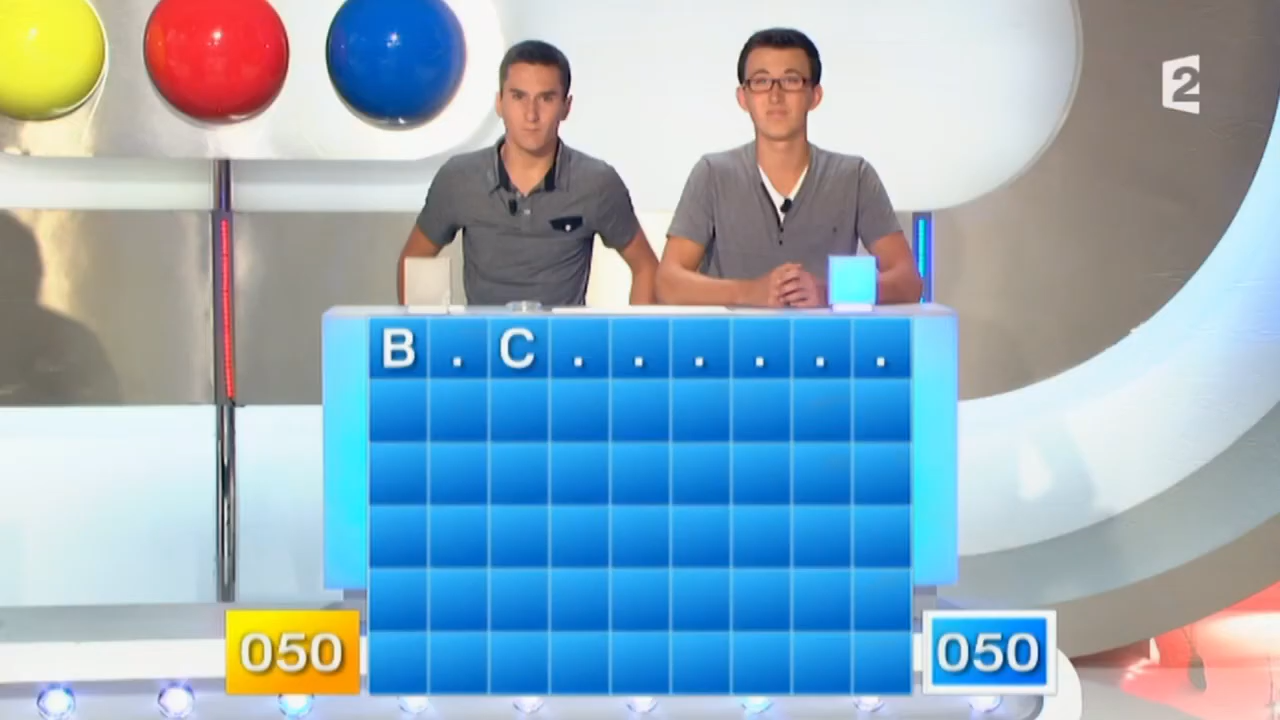 2
B . C . . . . . .
050
050